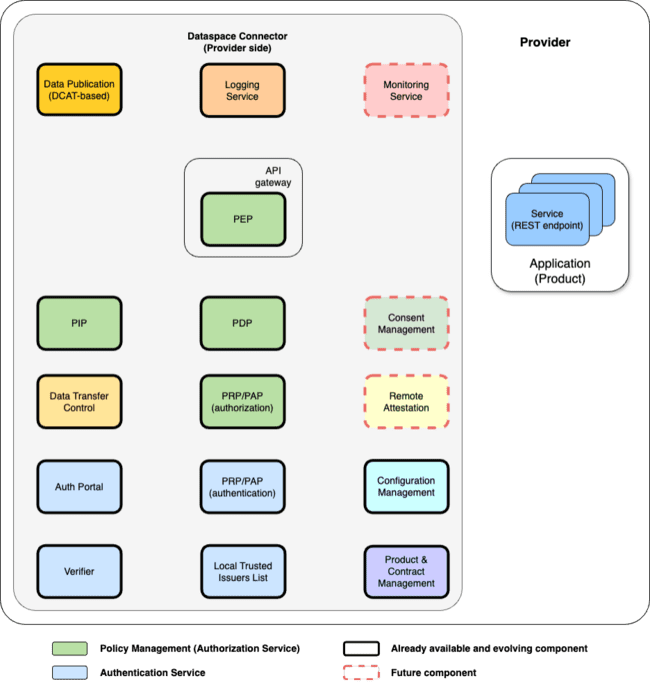 Dataspace Connector
(Provider side)
Provider
Data Publication
(DCAT-based)
Logging
Service
Monitoring
Service
API
gateway
PEP
Service
(REST endpoint)
Application
(Product)
PIP
PDP
Consent
Management
Data Transfer
Control
PRP/PAP
(authorization)
Remote
Attestation
Auth Portal
PRP/PAP
(authentication)
Configuration
Management
Verifier
Local Trusted
Issuers List
Product &
Contract
Management
Policy Management (Authorization Service)
Already available and evolving component
Authentication Service
Future component